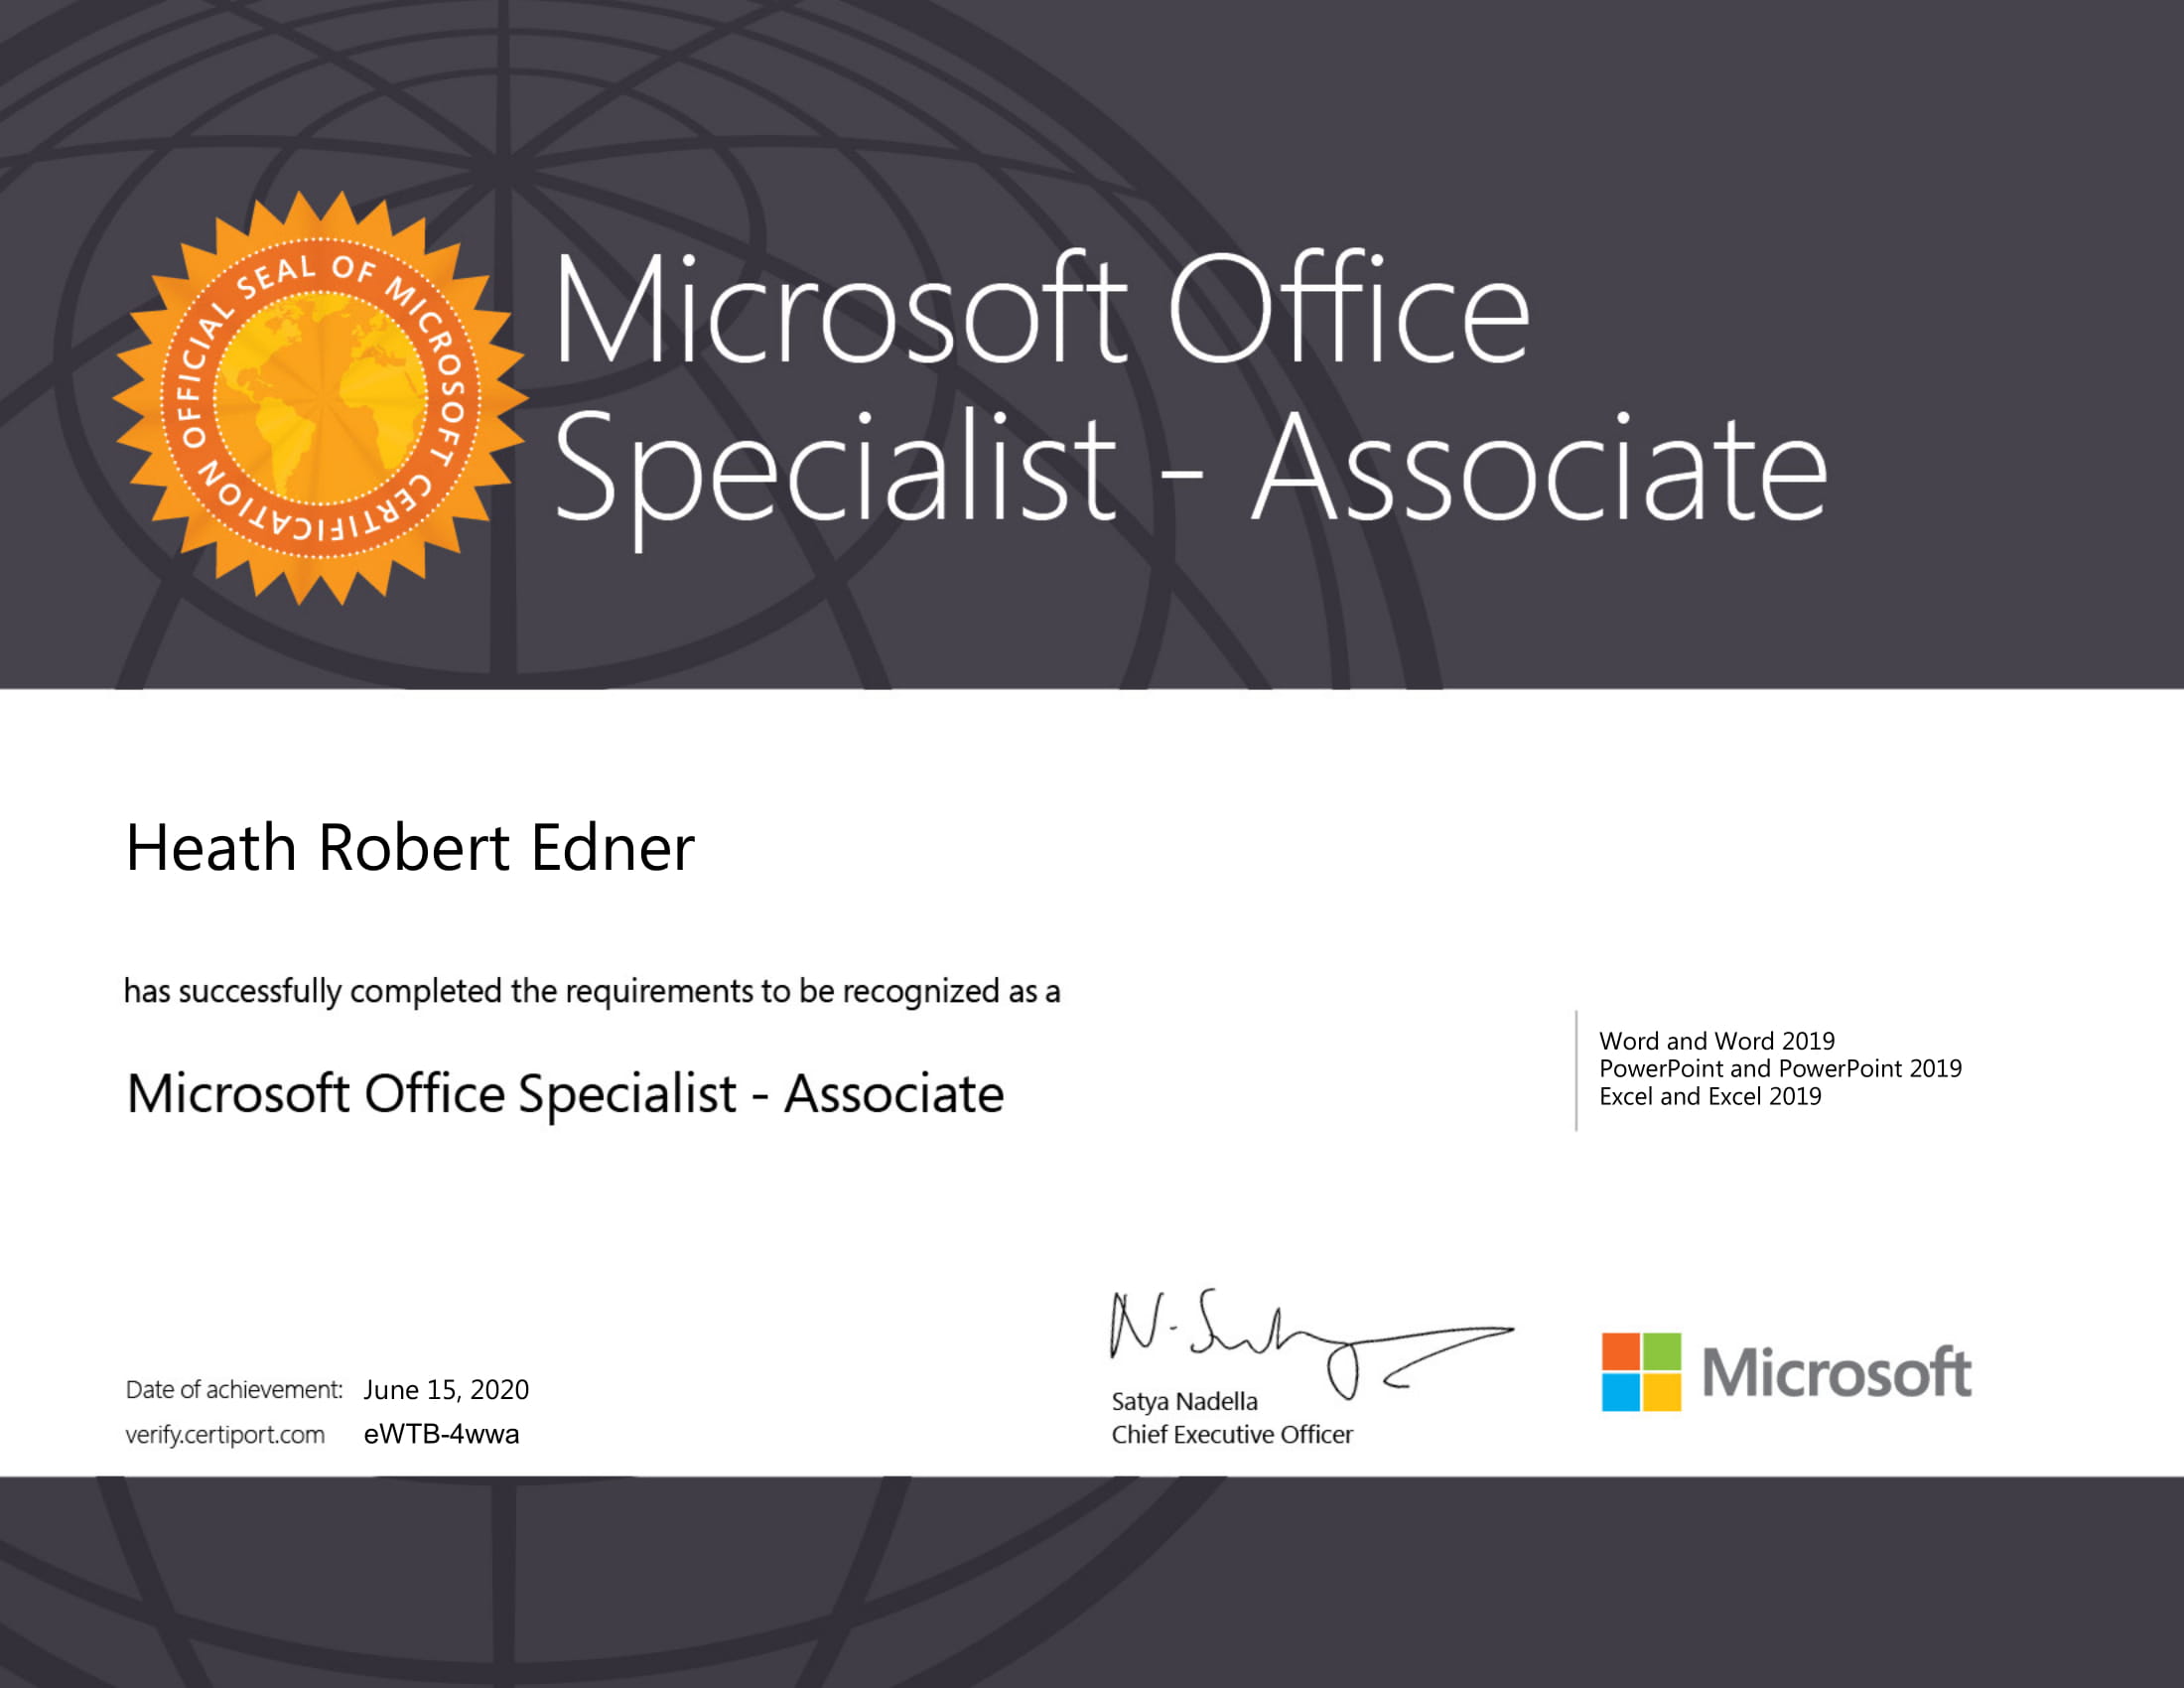 OFFICIAL SEAL OF MICROSOFT CERTIFICATION
Microsoft Office
Specialist - Associate
Heath Robert Edner
has successfully completed the requirements to be recognized as a
Microsoft Office Specialist - Associate
Word and Word 2019
PowerPoint and PowerPoint 2019
Excel and Excel 2019
Date of achievement: June 15, 2020
verify.certiport.com eWTB-4wwa
Satya Nadella
Chief Executive Officer
Microsoft